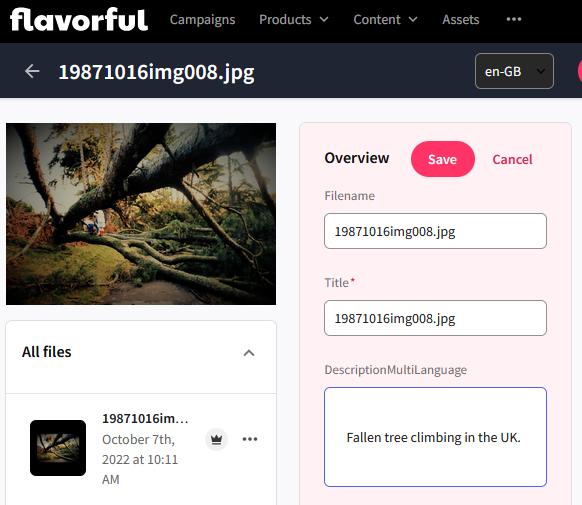 flavorful Campaigns Products Content Assets •••
19871016img008.jpg en-GB
Overview Save Cancel
Filename
19871016img008.jpg
Title*
19871016img008.jpg
DescriptionMultiLanguage
Fallen tree climbing in the UK.
All files
19871016im...
October 7th,
2022 at 10:11
AM